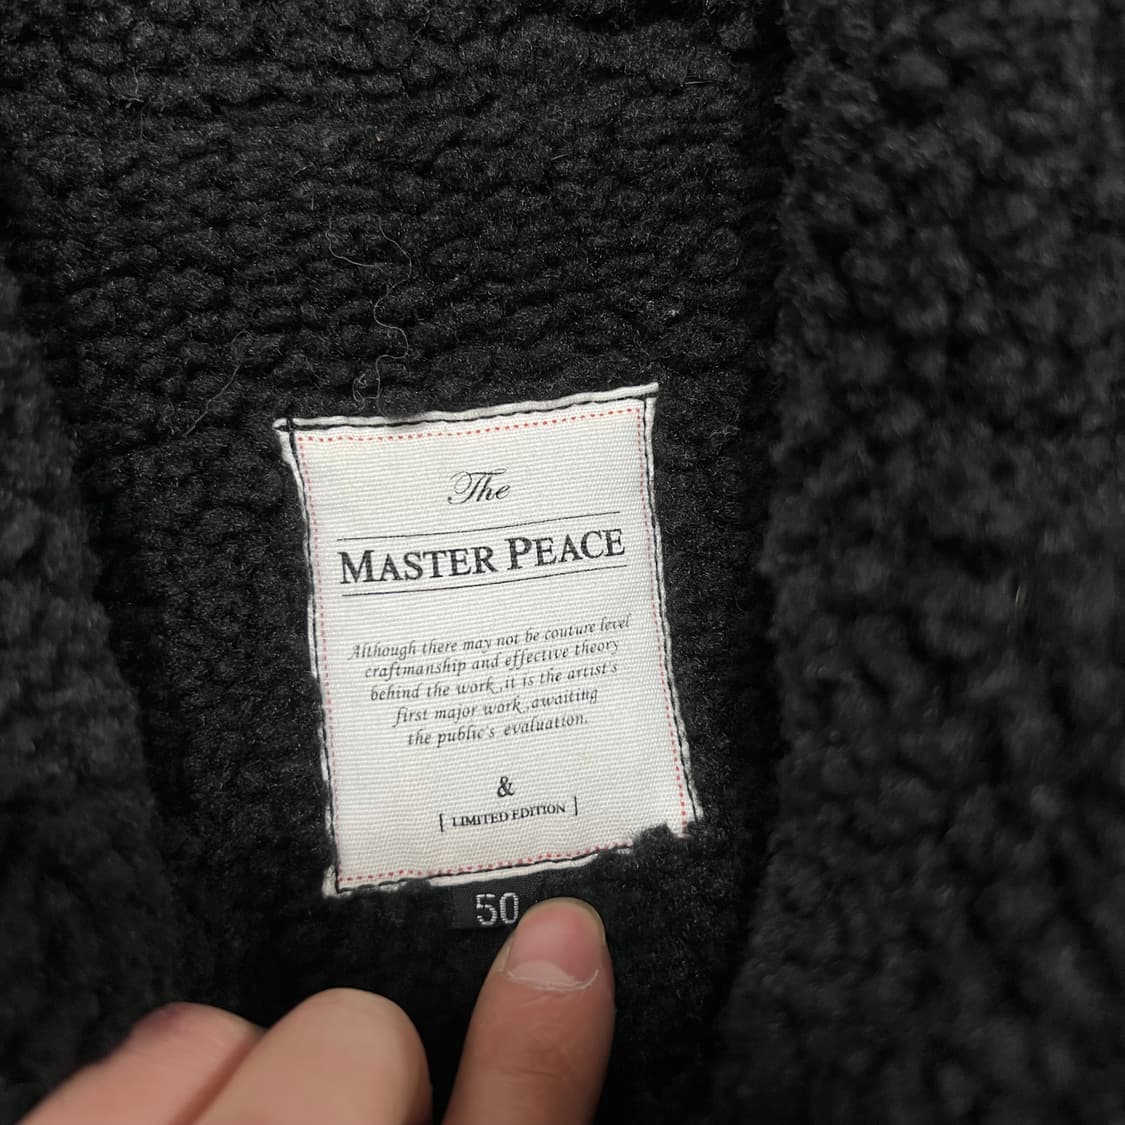 The
MASTER PEACE
Although there may not be couture level
craftmanship and effective theory
behind the work,it is the artist's
first major work,awaiting
the public's evaluation.
&
[ LIMITED EDITION ]
50